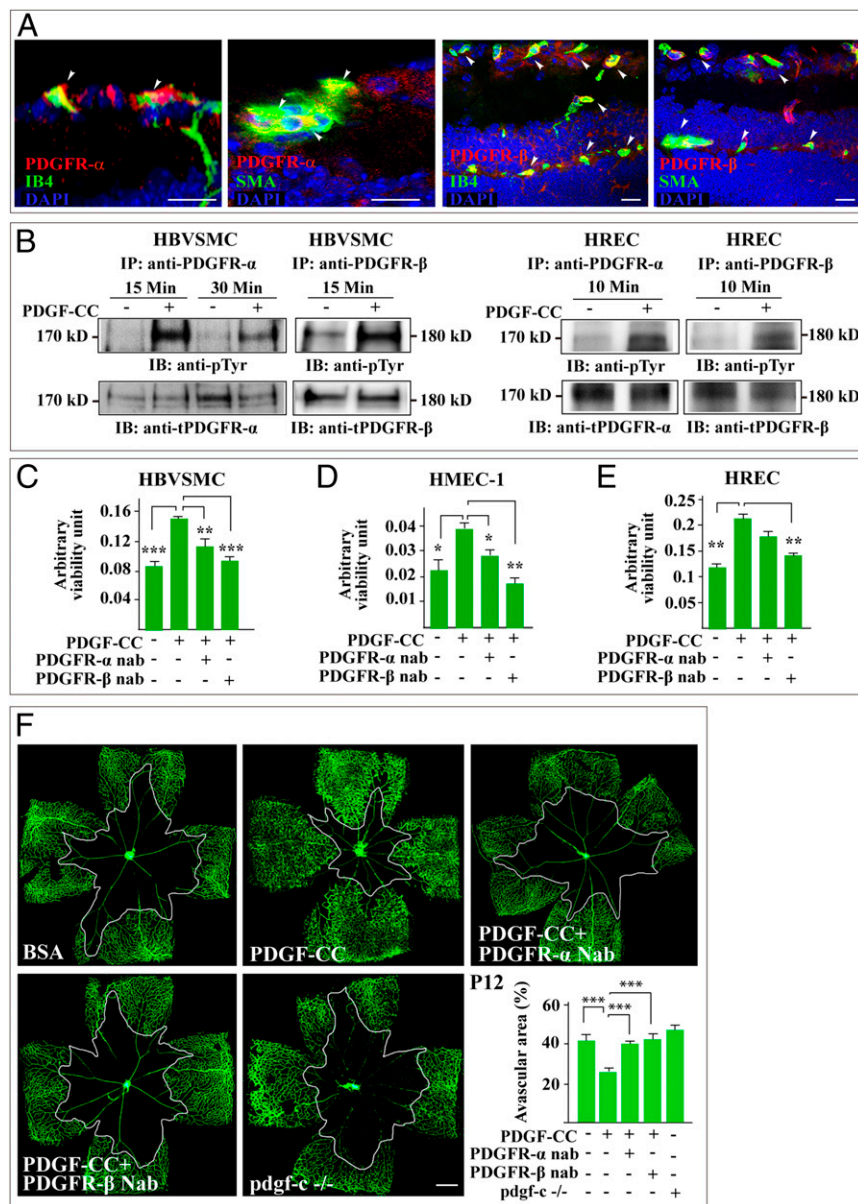 A
PDGFR-α
IB4
DAPI
PDGFR-α
SMA
DAPI
PDGFR-β
IB4
DAPI
PDGFR-β
SMA
DAPI
B
HBVSMC HBVSMC HREC HREC
IP: anti-PDGFR-α IP: anti-PDGFR-β IP: anti-PDGFR-α IP: anti-PDGFR-β
15 Min 30 Min 15 Min 10 Min 10 Min
PDGF-CC - + - + - + PDGF-CC - + - +
170 kD 180 kD 170 kD 180 kD
IB: anti-pTyr IB: anti-pTyr IB: anti-pTyr IB: anti-pTyr
170 kD 180 kD 170 kD 180 kD
IB: anti-tPDGFR-α IB: anti-tPDGFR-β IB: anti-tPDGFR-α IB: anti-tPDGFR-β
C
HBVSMC
Arbitrary
viability unit
0.16
0.12
0.08
0.04
*** ** ***
PDGF-CC - + + +
PDGFR-α nab - - + -
PDGFR-β nab - - - +
D
HMEC-1
Arbitrary
viability unit
0.04
0.03
0.02
0.01
* * **
- + + +
- - + -
- - - +
E
HREC
Arbitrary
viability unit
0.25
0.2
0.15
0.1
0.05
** **
PDGF-CC - + + +
PDGFR-α nab - - + -
PDGFR-β nab - - - +
F
BSA
PDGF-CC
PDGF-CC+
PDGFR-α Nab
PDGF-CC+
PDGFR-β Nab
pdgf-c -/-
P12
Avascular area (%)
60
40
20
*** *** ***
PDGF-CC - + + + -
PDGFR-α nab - - + - -
PDGFR-β nab - - - + -
pdgf-c -/- - - - - +